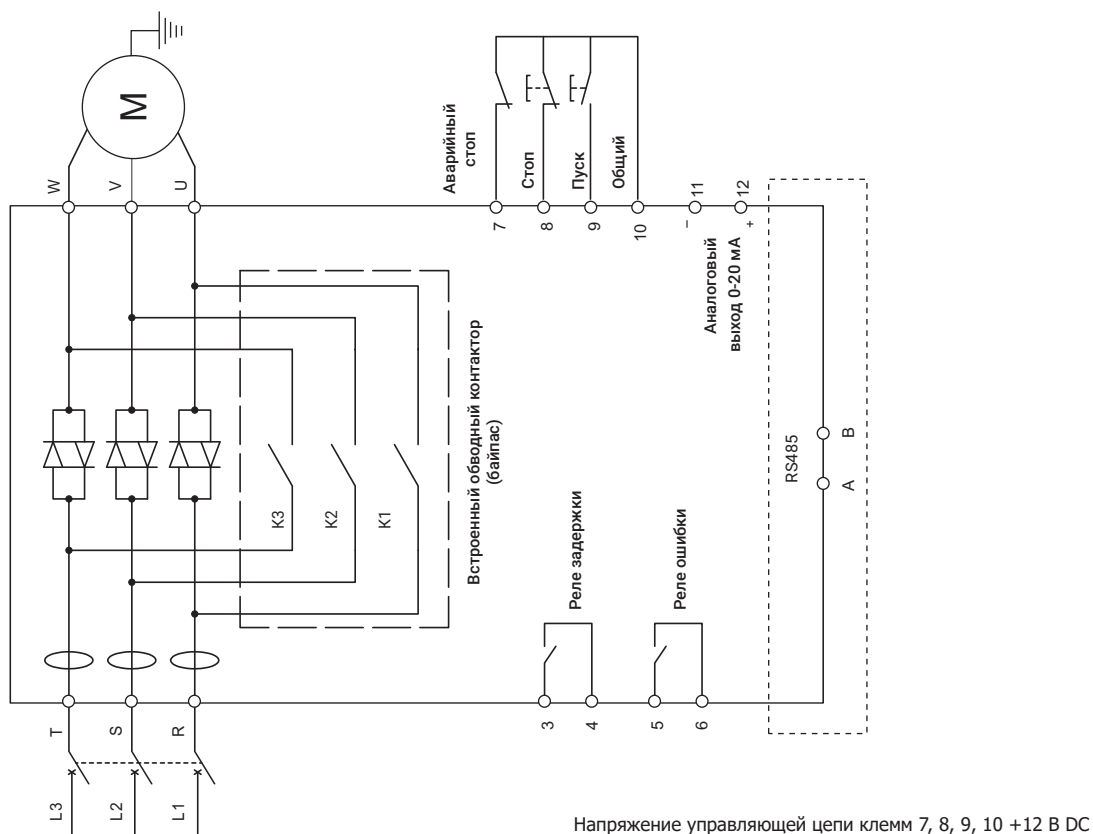 M
W
V
U
Аварийный
стоп
Стоп
Пуск
Общий
7
8
9
10
11
12
−
+
Аналоговый
выход 0-20 мА
K3
K2
K1
Встроенный обводный контактор
(байпас)
RS485
B
A
Реле задержки
Реле ошибки
3
4
5
6
T
S
R
L3
L2
L1
Напряжение управляющей цепи клемм 7, 8, 9, 10 +12 В DC